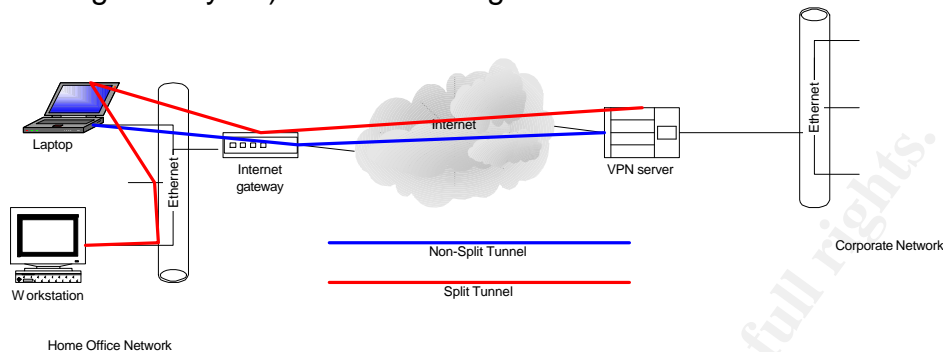 Internet
Ethernet
Laptop
Ethernet
Internet
gateway
VPN server
Non-Split Tunnel
Corporate Network
Split Tunnel
Workstation
Home Office Network
full rights.